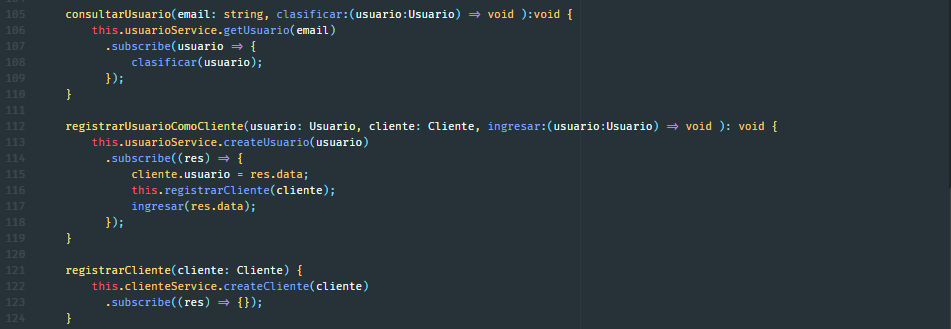 105 consultarUsuario(email: string, clasificar:(usuario:Usuario) => void ):void {
106 this.usuarioService.getUsuario(email)
107 .subscribe(usuario => {
108 clasificar(usuario);
109 });
110 }
111
112 registrarUsuarioComoCliente(usuario: Usuario, cliente: Cliente, ingresar:(usuario:Usuario) => void ): void {
113 this.usuarioService.createUsuario(usuario)
114 .subscribe((res) => {
115 cliente.usuario = res.data;
116 this.registrarCliente(cliente);
117 ingresar(res.data);
118 });
119 }
120
121 registrarCliente(cliente: Cliente) {
122 this.clienteService.createCliente(cliente)
123 .subscribe((res) => {});
124 }